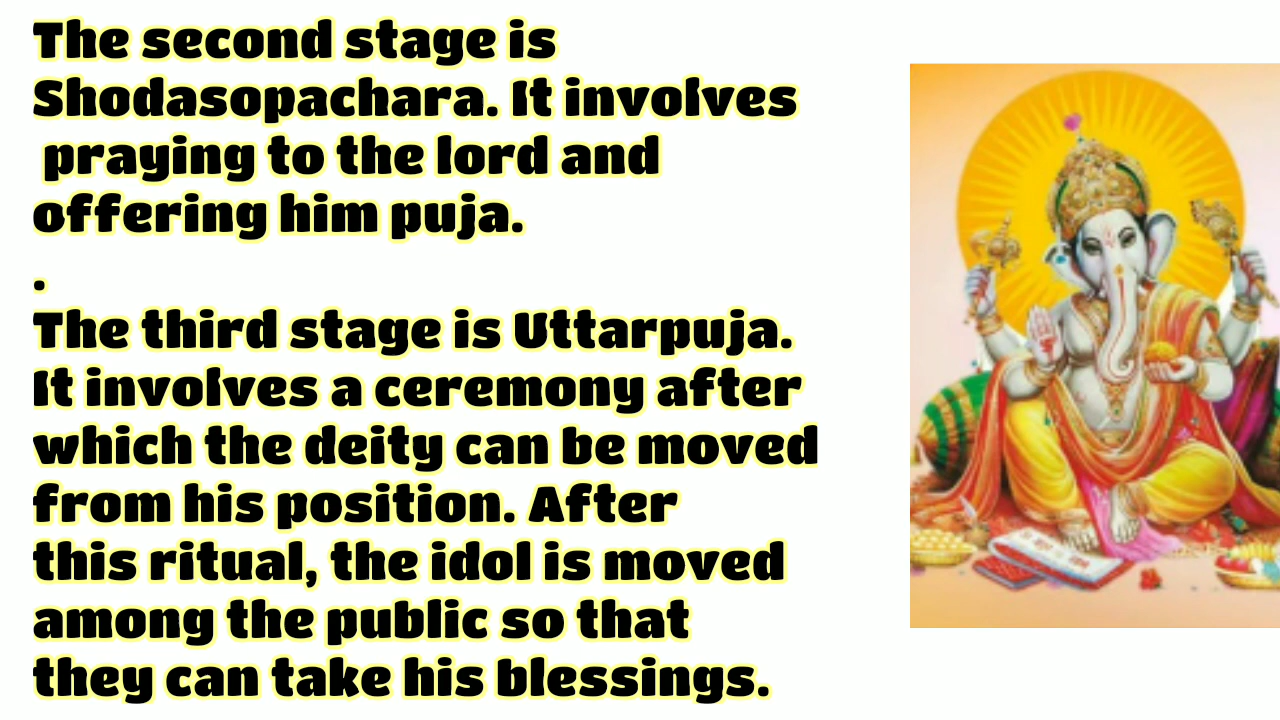 The second stage is
Shodasopachara. It involves
praying to the lord and
offering him puja.
.
The third stage is Uttarpuja.
It involves a ceremony after
which the deity can be moved
from his position. After
this ritual, the idol is moved
among the public so that
they can take his blessings.